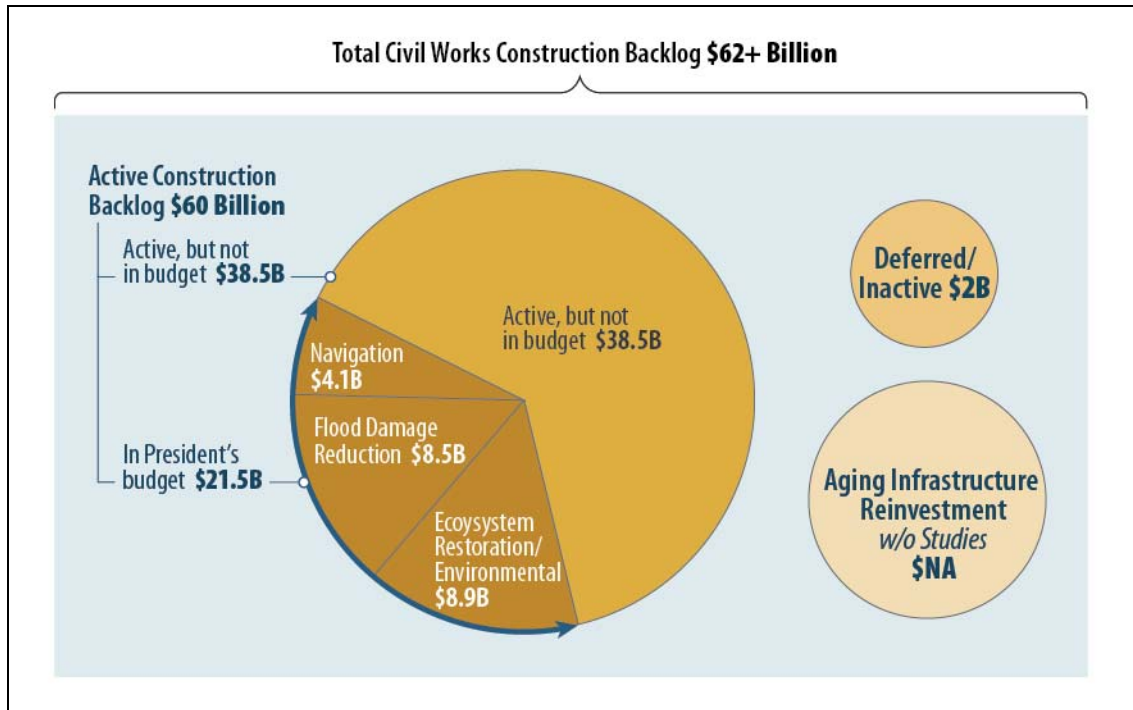 Total Civil Works Construction Backlog $62+ Billion
Active Construction
Backlog $60 Billion
Active, but not
in budget $38.5B
In President's
budget $21.5B
Active, but not
in budget $38.5B
Navigation
$4.1B
Flood Damage
Reduction $8.5B
Ecoysystem
Restoration/
Environmental
$8.9B
Deferred/
Inactive $2B
Aging Infrastructure
Reinvestment
w/o Studies
$NA